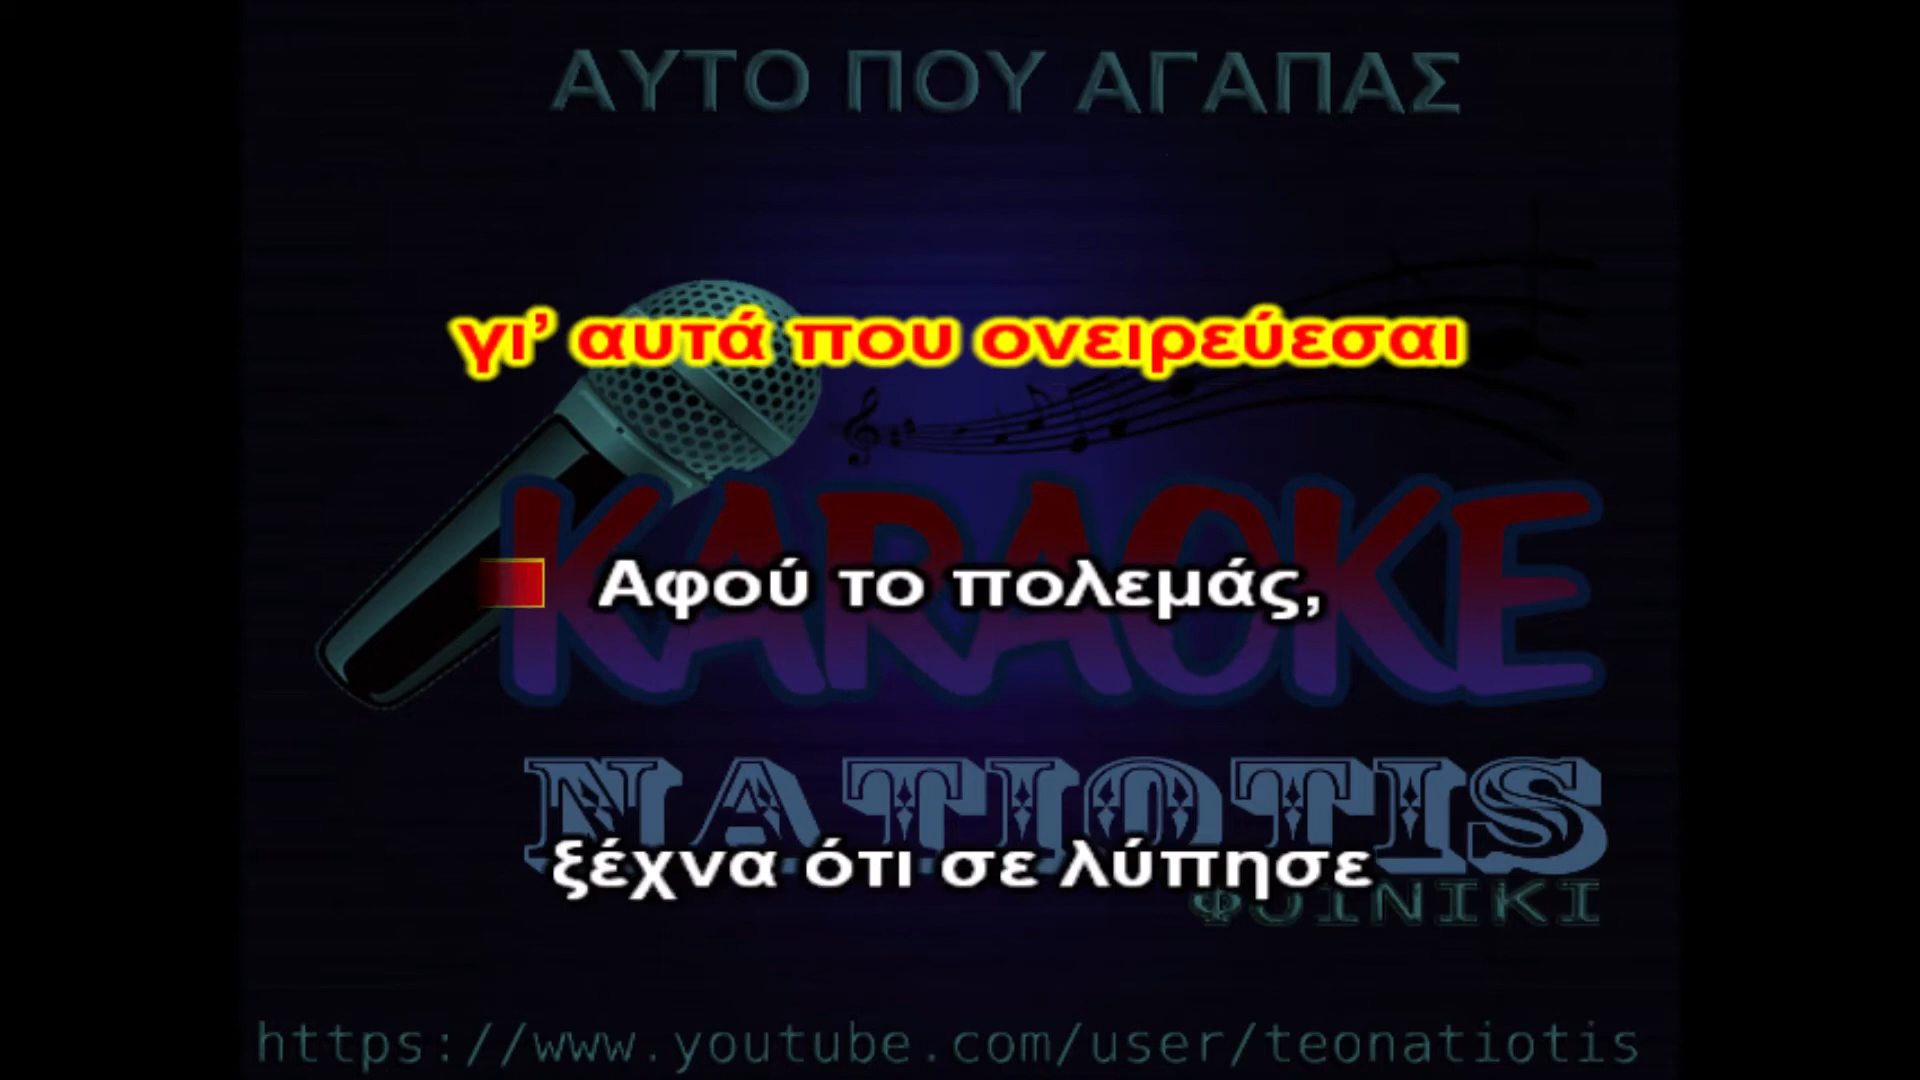 ΑΥΤΟ ΠΟΥ ΑΓΑΠΑΣ
γι’ αυτά που ονειρεύεσαι
KARAOKE
Αφού το πολεμάς,
NATIOTIS
ξέχνα ότι σε λύπησε
ΦOINIKI
https://www.youtube.com/user/teonatiotis